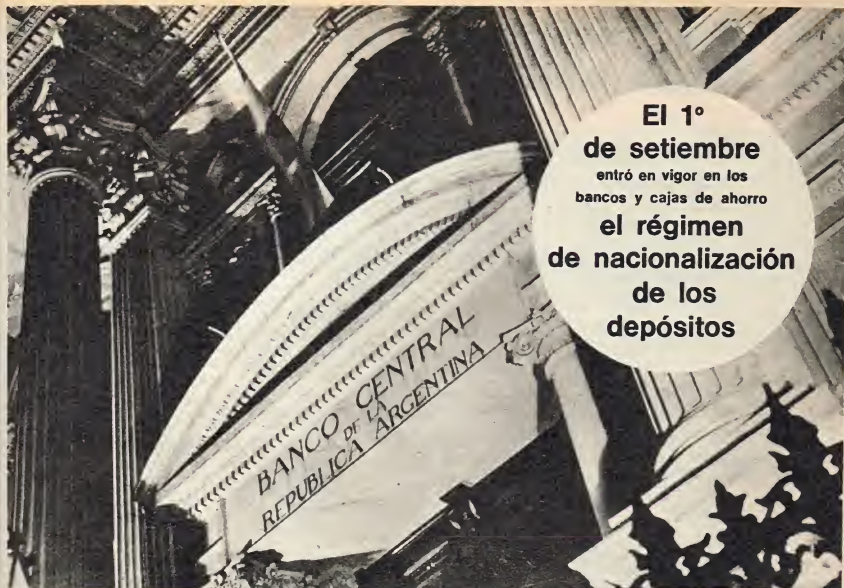 El 1º
de setiembre
entró en vigor en los
bancos y cajas de ahorro
el régimen
de nacionalización
de los
depósitos
BANCO CENTRAL
DE LA
REPUBLICA ARGENTINA